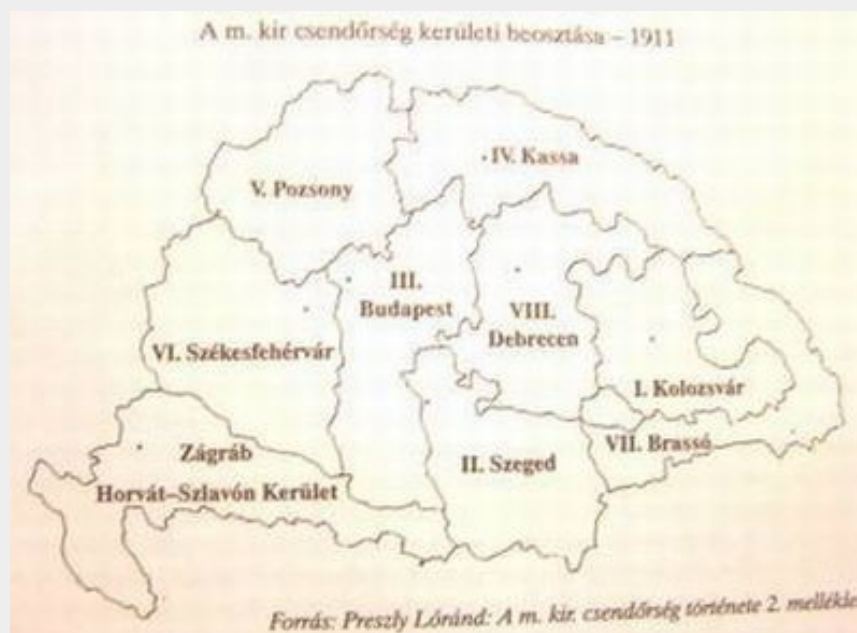 A m. kir csendőrség kerületi beosztása – 1911
IV. Kassa
V. Pozsony
III.
Budapest
VIII.
Debrecen
VI. Székesfehérvár
I. Kolozsvár
VII. Brassó
Zágráb
II. Szeged
Horvát–Szlavón Kerület
Forrás: Preszly Lóránd: A m. kir. csendőrség története 2. mellékle